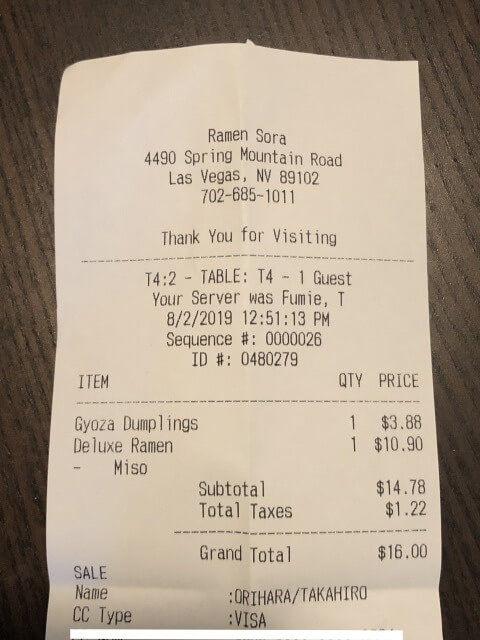 Ramen Sora
4490 Spring Mountain Road
Las Vegas, NV 89102
702-685-1011
Thank You for Visiting
T4:2 - TABLE: T4 - 1 Guest
Your Server was Fumie, T
8/2/2019 12:51:13 PM
Sequence #: 0000026
ID #: 0480279
ITEM QTY PRICE
Gyoza Dumplings 1 $3.88
Deluxe Ramen 1 $10.90
- Miso
Subtotal $14.78
Total Taxes $1.22
Grand Total $16.00
SALE
Name :ORIHARA/TAKAHIRO
CC Type :VISA